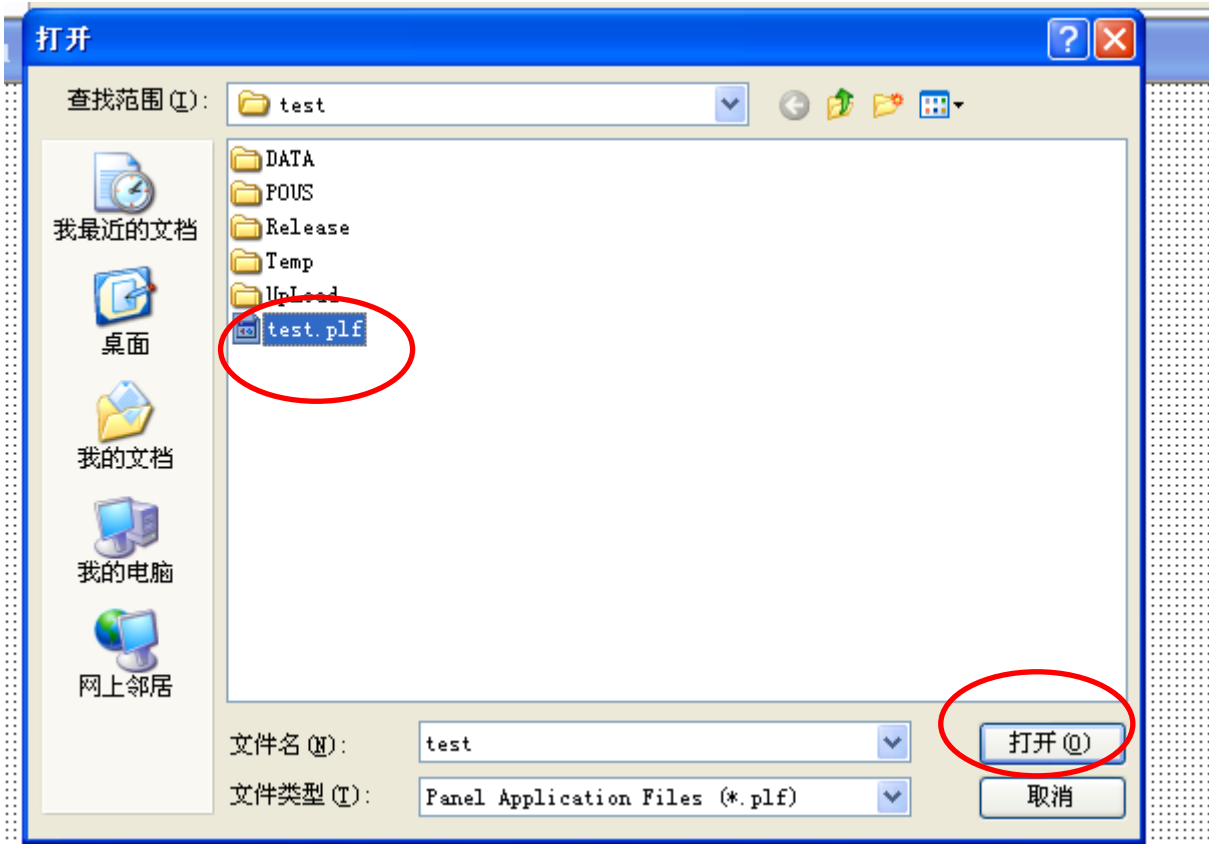 打开
查找范围(I):
test
DATA
POUS
Release
Temp
UpLoad
test.plf
我最近的文档
桌面
我的文档
我的电脑
网上邻居
文件名(N):
test
打开(O)
文件类型(T):
Panel Application Files (*.plf)
取消